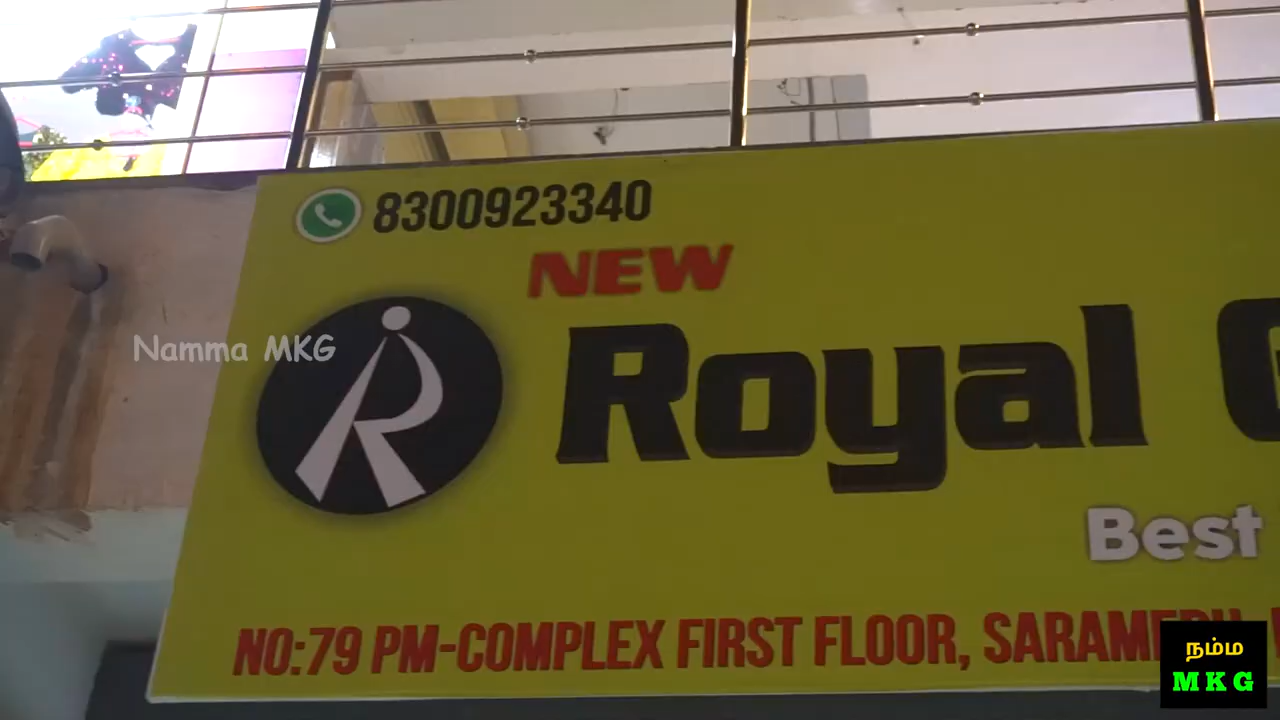 8300923340
NEW
Royal
Best
NO:79 PM-COMPLEX FIRST FLOOR,
Namma MKG
நம்ம
MKG